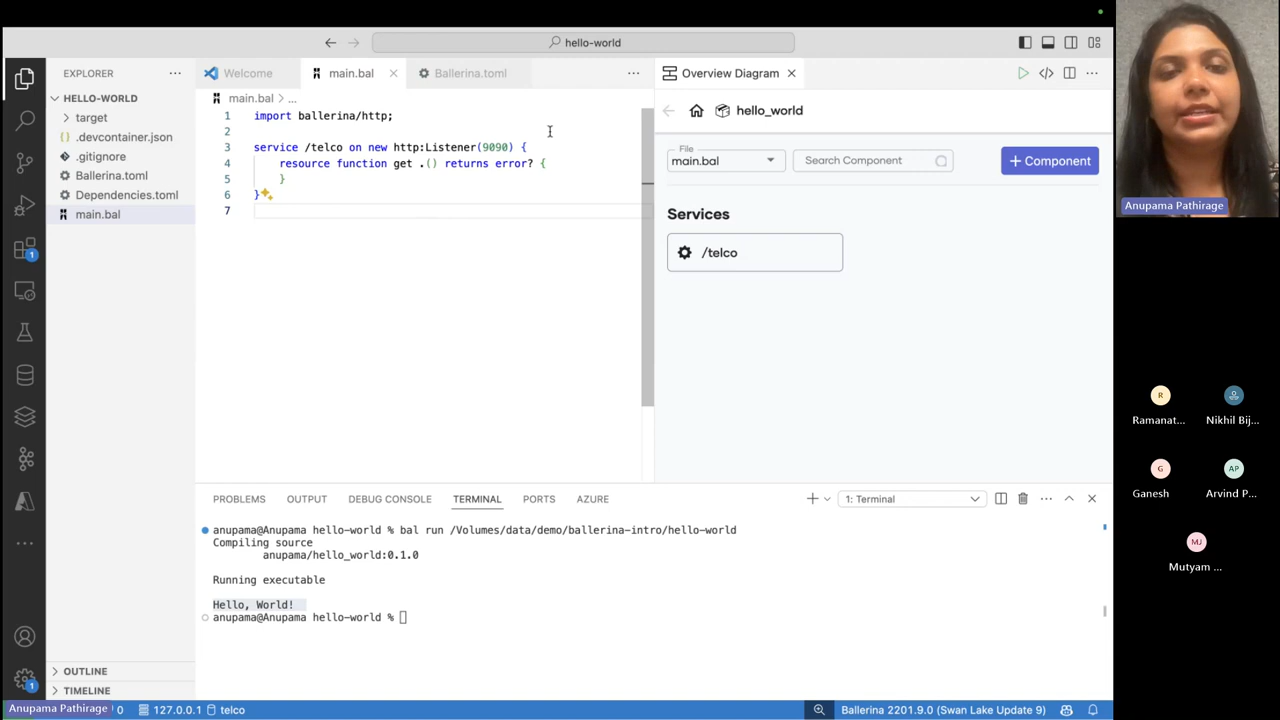 hello-world
EXPLORER
HELLO-WORLD
target
.devcontainer.json
.gitignore
Ballerina.toml
Dependencies.toml
main.bal
OUTLINE
TIMELINE
Welcome
main.bal
Ballerina.toml
main.bal > ...
1 import ballerina/http;
2
3 service /telco on new http:Listener(9090) {
4 resource function get .() returns error? {
5 }
6 }
7
Overview Diagram
hello_world
File
main.bal
Search Component
+ Component
Services
/telco
PROBLEMS
OUTPUT
DEBUG CONSOLE
TERMINAL
PORTS
AZURE
1: Terminal
anupama@Anupama hello-world % bal run /Volumes/data/demo/ballerina-intro/hello-world
Compiling source
anupama/hello_world:0.1.0
Running executable
Hello, World!
anupama@Anupama hello-world %
1
1
Anupama Pathirage
0
127.0.0.1
telco
Ballerina 2201.9.0 (Swan Lake Update 9)
Anupama Pathirage
R
Ramanat...
Nikhil Bij...
G
Ganesh
AP
Arvind P...
MJ
Mutyam ...